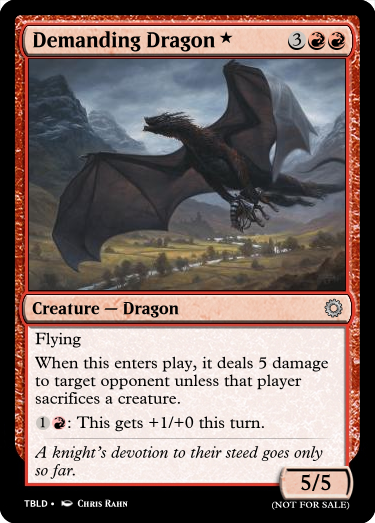 Demanding Dragon ★ 3
Creature — Dragon
Flying
When this enters play, it deals 5 damage
to target opponent unless that player
sacrifices a creature.
1 : This gets +1/+0 this turn.
A knight's devotion to their steed goes only
so far.
5/5
TBLD • Chris Rahn
(NOT FOR SALE)